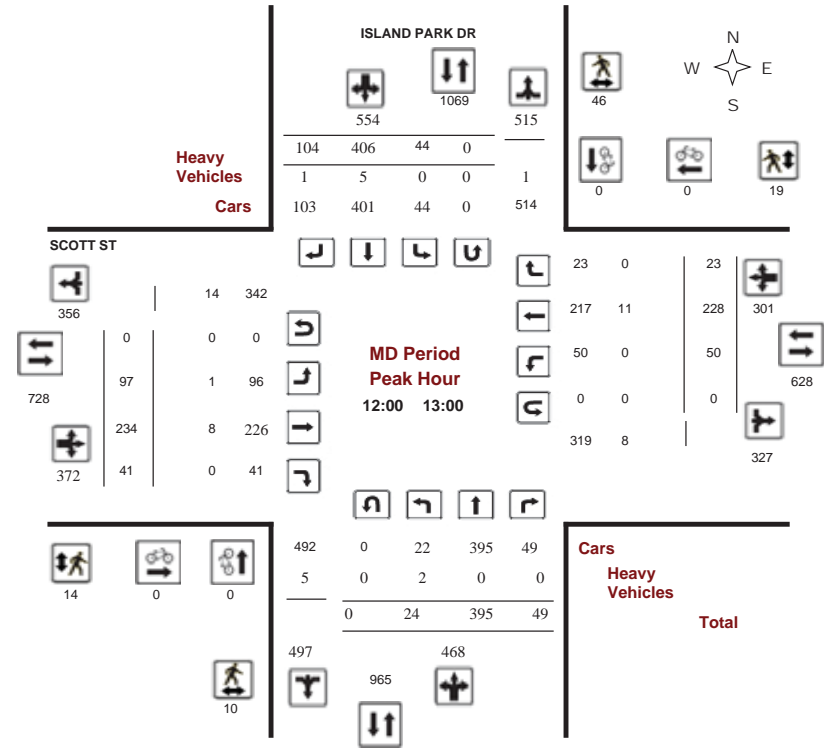 ISLAND PARK DR
N
W E
S
1069
46
554 515
104 406 44 0
Heavy
Vehicles 1 5 0 0 1
Cars 103 401 44 0 514
0 0 19
SCOTT ST
356
14 342
23 0 23
217 11 228 301
0 0 0
MD Period
Peak Hour
12:00 13:00
728
97 1 96
50 0 50
628
0 0 0
234 8 226
372
41 0 41
319 8
327
492 0 22 395 49
5 0 2 0 0
0 24 395 49
Cars
Heavy
Vehicles
Total
14 0 0
497 468
965
10